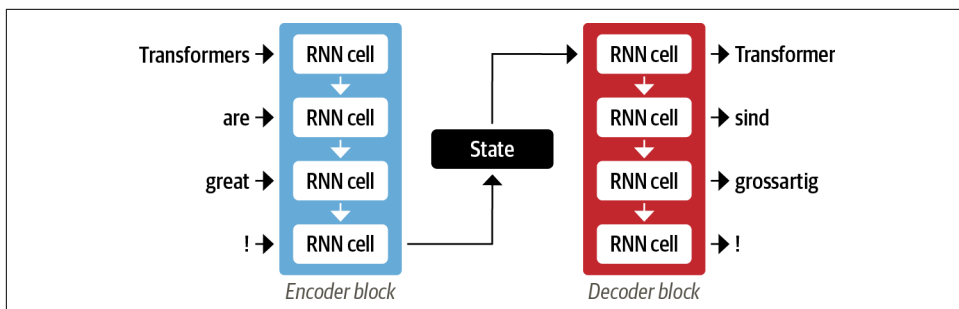 Transformers RNN cell RNN cell Transformer
are RNN cell RNN cell sind
State
great RNN cell RNN cell grossartig
! RNN cell RNN cell !
Encoder block Decoder block